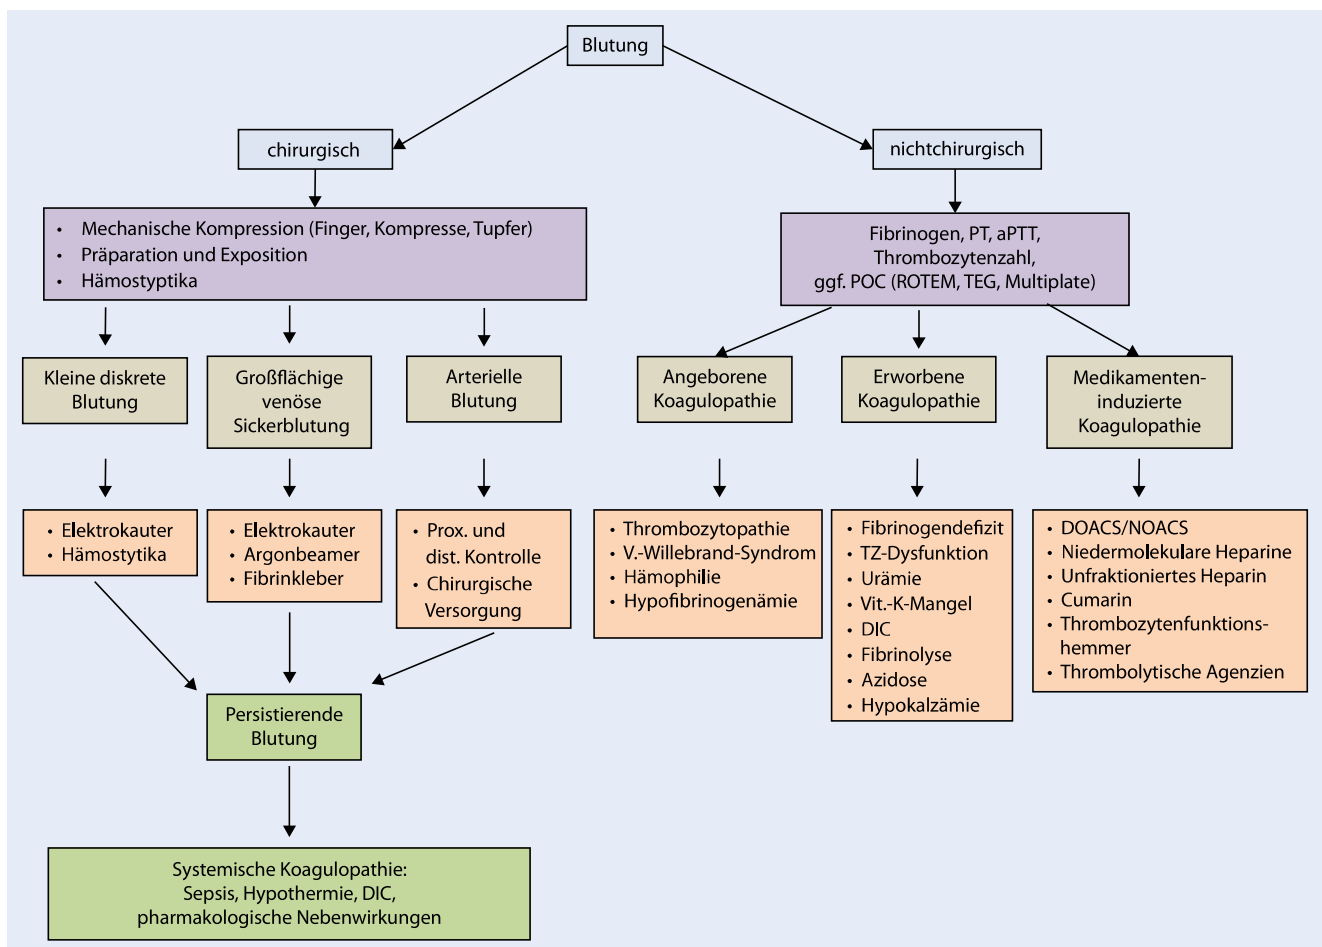 Blutung
chirurgisch
nichtchirurgisch
• Mechanische Kompression (Finger, Kompresse, Tupfer)
• Präparation und Exposition
• Hämostyptika
Fibrinogen, PT, aPTT,
Thrombozytenzahl,
ggf. POC (ROTEM, TEG, Multiplate)
Kleine diskrete
Blutung
Großflächige
venöse
Sickerblutung
Arterielle
Blutung
Angeborene
Koagulopathie
Erworbene
Koagulopathie
Medikamenten-
induzierte
Koagulopathie
• Elektrokauter
• Hämostytika
• Elektrokauter
• Argonbeamer
• Fibrinkleber
• Prox. und
dist. Kontrolle
• Chirurgische
Versorgung
• Thrombozytopathie
• V.-Willebrand-Syndrom
• Hämophilie
• Hypofibrinogenämie
• Fibrinogendefizit
• TZ-Dysfunktion
• Urämie
• Vit.-K-Mangel
• DIC
• Fibrinolyse
• Azidose
• Hypokalzämie
• DOACS/NOACS
• Niedermolekulare Heparine
• Unfraktioniertes Heparin
• Cumarin
• Thrombozytenfunktions-
hemmer
• Thrombolytische Agenzien
Persistierende
Blutung
Systemische Koagulopathie:
Sepsis, Hypothermie, DIC,
pharmakologische Nebenwirkungen